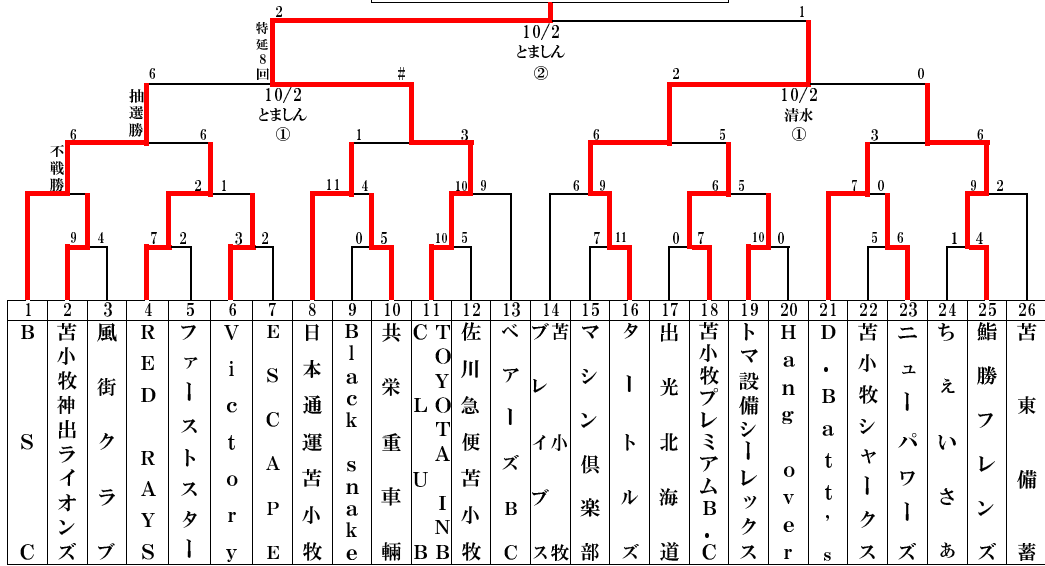 2 1
特延8回
10/2
とましん
②
6 # 2 0
抽選勝
10/2
とましん
①
10/2
清水
①
6 6 1 3 6 5 3 6
不戦勝
2 1 11 4 10 9 6 9 6 5 7 0 9 2
9 4 7 2 3 2 0 5 10 5 7 11 0 7 10 0 5 6 1 4
1 2 3 4 5 6 7 8 9 10 11 12 13 14 15 16 17 18 19 20 21 22 23 24 25 26
BSC
苫小牧神出ライオンズ
風街クラブ
RED RAYS
ファーストスター
Victory
ESCAPE
日本通運苫小牧
Black snake
共栄重車輛
TOYOTA INB
CLUB
佐川急便苫小牧
ベアーズBC
苫小牧
ブレイブス
マシン倶楽部
タートルズ
出光北海道
苫小牧プレミアムB.C
トマ設備シーレックス
Hang over
D.Batt's
苫小牧シャークス
ニューパワーズ
ちぇいさぁ
鮨勝フレンズ
苫東備蓄